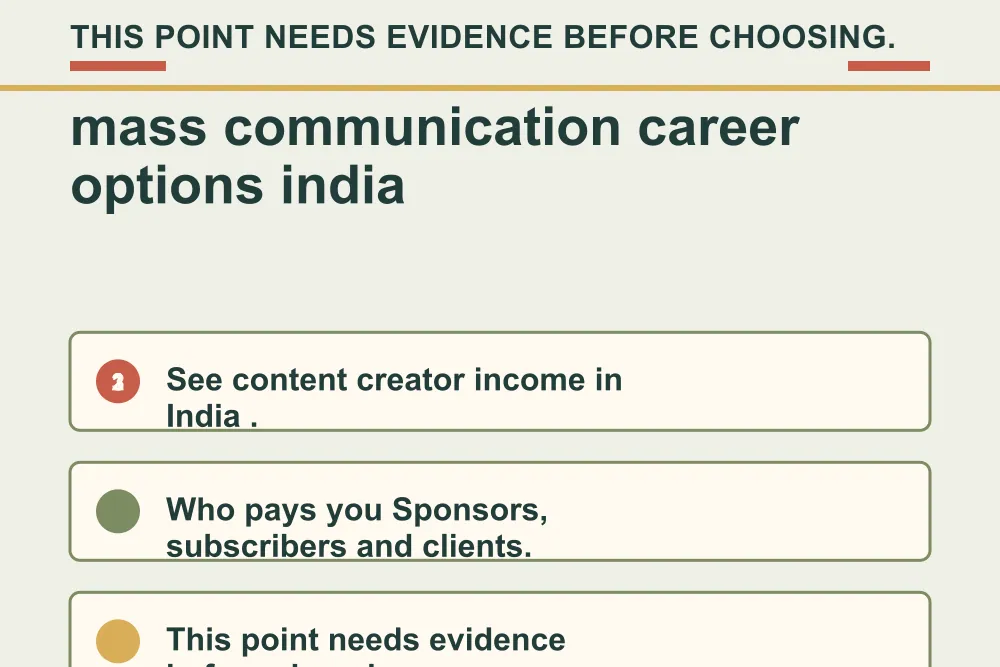 THIS POINT NEEDS EVIDENCE BEFORE CHOOSING.
mass communication career
options india
See content creator income in
India .
Who pays you Sponsors,
subscribers and clients.
This point needs evidence